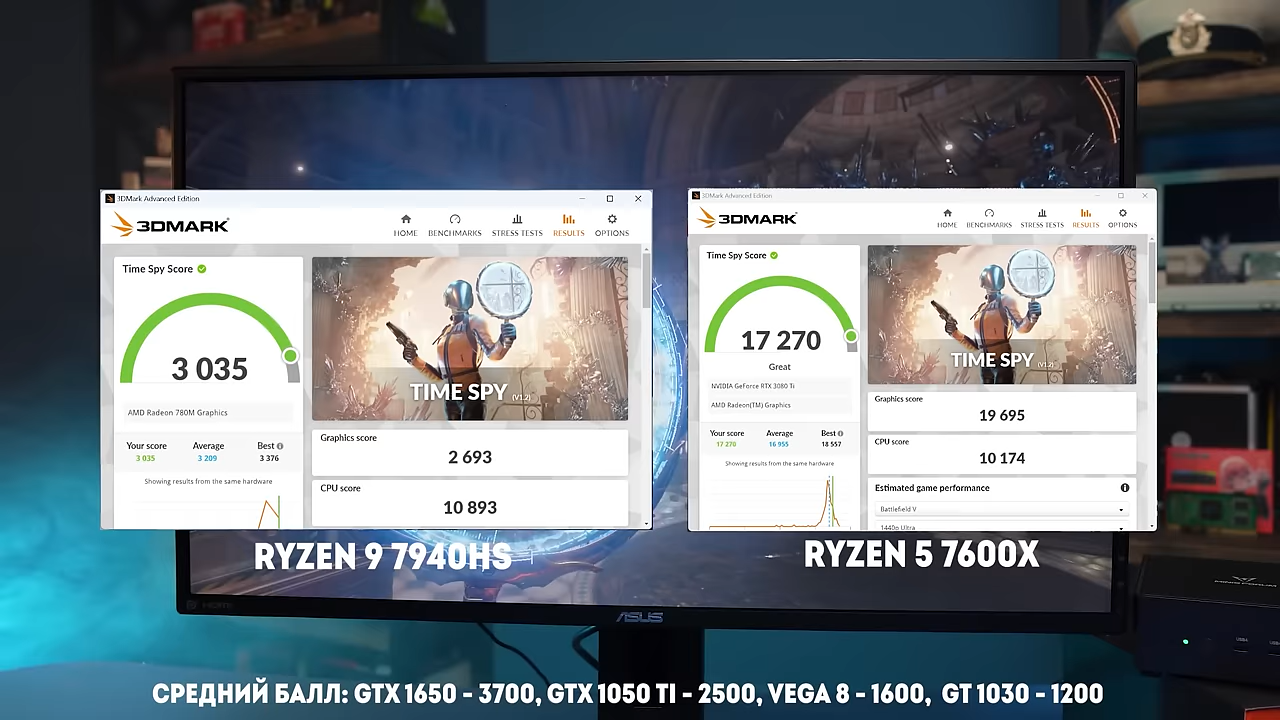 3DMark Advanced Edition
3DMARK
HOME
BENCHMARKS
STRESS TESTS
RESULTS
OPTIONS
Time Spy Score
3 035
AMD Radeon 780M Graphics
Your score
Average
Best
3 035
3 209
3 376
Showing results from the same hardware
TIME SPY (V1.2)
Graphics score
2 693
CPU score
10 893
RYZEN 9 7940HS
3DMark Advanced Edition
3DMARK
HOME
BENCHMARKS
STRESS TESTS
RESULTS
OPTIONS
Time Spy Score
17 270
Great
NVIDIA GeForce RTX 3080 Ti
AMD Radeon(TM) Graphics
Your score
Average
Best
17 270
16 955
18 557
Showing results from the same hardware
TIME SPY (V1.2)
Graphics score
19 695
CPU score
10 174
Estimated game performance
Battlefield V
1440p Ultra
RYZEN 5 7600X
HDMI
ASUS
СРЕДНИЙ БАЛЛ: GTX 1650 - 3700, GTX 1050 TI - 2500, VEGA 8 - 1600, GT 1030 - 1200